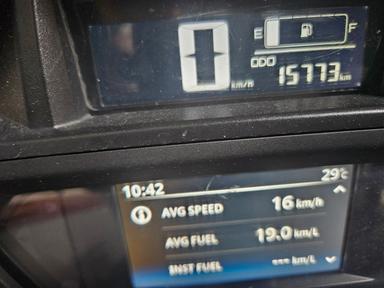 0 km/h
E F
ODO 15773 km
10:42 29°c
AVG SPEED 16 km/h
AVG FUEL 19.0 km/L
INST FUEL --- km/L